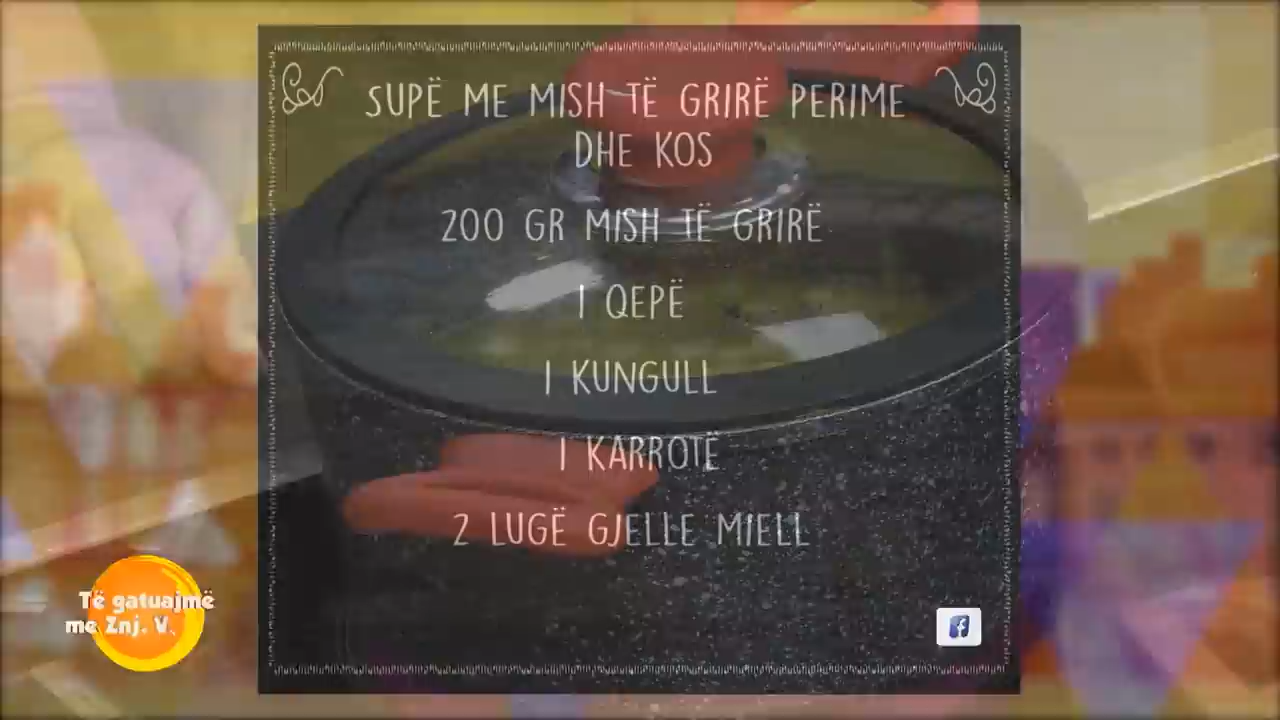 SUPË ME MISH TË GRIRË PERIME
DHE KOS
200 GR MISH TË GRIRË
1 QEPË
1 KUNGULL
1 KARROTË
2 LUGË GJELLE MIELL
Të gatuajmë
me Znj. V.